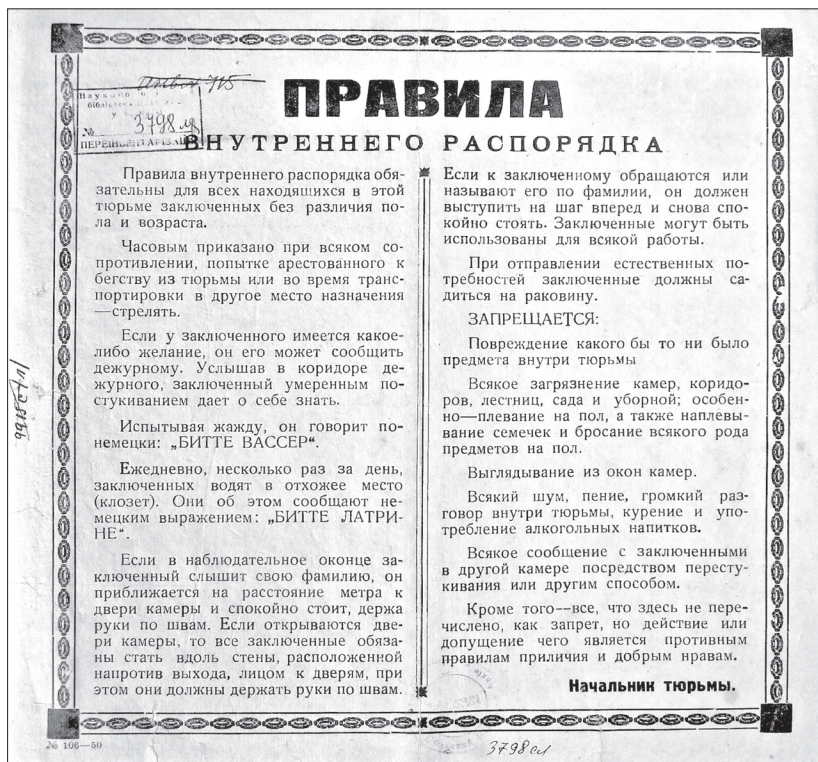 ПРАВИЛА
ВНУТРЕННЕГО РАСПОРЯДКА
№ 3798 ил
Правила внутреннего распорядка обя-
зательны для всех находящихся в этой
тюрьме заключенных без различия по-
ла и возраста.
Часовым приказано при всяком со-
противлении, попытке арестованного к
бегству из тюрьмы или во время транс-
портировки в другое место назначения
—стрелять.
Если у заключенного имеется какое-
либо желание, он его может сообщить
дежурному. Услышав в коридоре де-
журного, заключенный умеренным по-
стукиванием дает о себе знать.
Испытывая жажду, он говорит по-
немецки: „БИТТЕ ВАССЕР“.
Ежедневно, несколько раз за день,
заключенных водят в отхожее место
(клозет). Они об этом сообщают не-
мецким выражением: „БИТТЕ ЛАТРИ-
НЕ“.
Если в наблюдательное оконце за-
ключенный слышит свою фамилию, он
приближается на расстояние метра к
двери камеры и спокойно стоит, держа
руки по швам. Если открываются две-
ри камеры, то все заключенные обяза-
ны стать вдоль стены, расположенной
напротив выхода, лицом к дверям, при
этом они должны держать руки по швам.
Если к заключенному обращаются или
называют его по фамилии, он должен
выступить на шаг вперед и снова спо-
койно стоять. Заключенные могут быть
использованы для всякой работы.
При отправлении естественных по-
требностей заключенные должны са-
диться на раковину.
ЗАПРЕЩАЕТСЯ:
Повреждение какого бы то ни было
предмета внутри тюрьмы
Всякое загрязнение камер, коридо-
ров, лестниц, сада и уборной; особен-
но—плевание на пол, а также наплевы-
вание семечек и бросание всякого рода
предметов на пол.
Выглядывание из окон камер.
Всякий шум, пение, громкий раз-
говор внутри тюрьмы, курение и упо-
требление алкогольных напитков.
Всякое сообщение с заключенными
в другой камере посредством пересту-
кивания или другим способом.
Кроме того--все, что здесь не пере-
числено, как запрет, но действие или
допущение чего является противным
правилам приличия и добрым нравам.
Начальник тюрьмы.
№ 106—50
3798